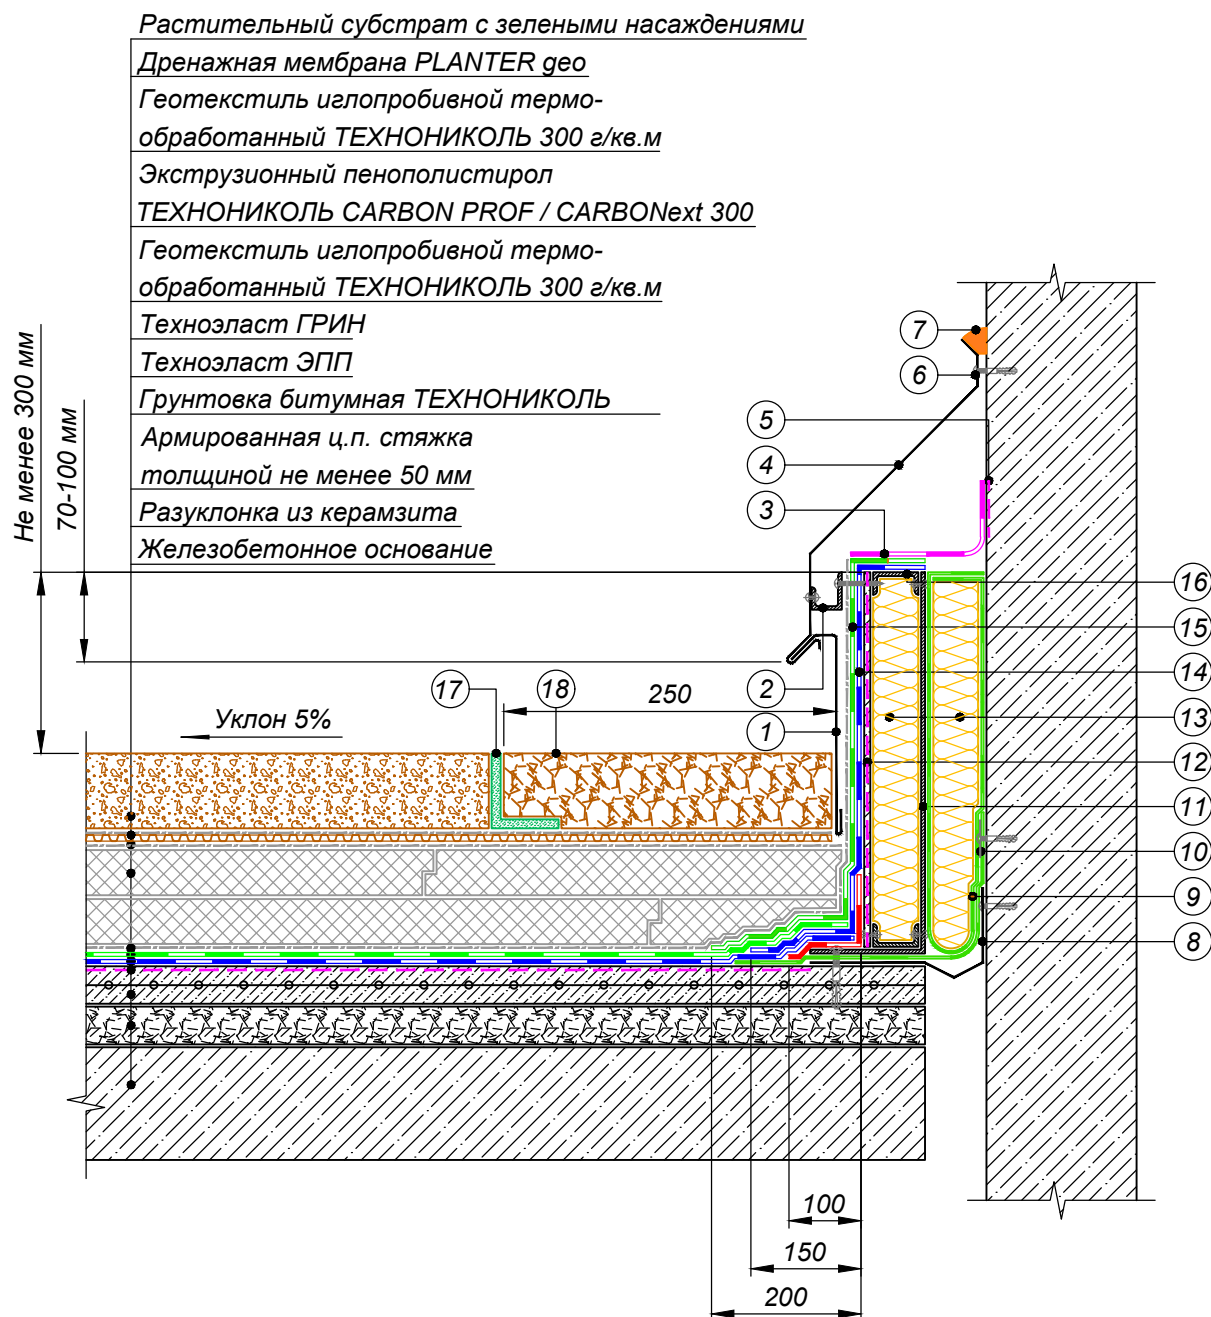 Растительный субстрат с зелеными насаждениями
Дренажная мембрана PLANTER geo
Геотекстиль иглопробивной термо-
обработанный ТЕХНОНИКОЛЬ 300 г/кв.м
Экструзионный пенополистирол
ТЕХНОНИКОЛЬ CARBON PROF / CARBONext 300
Геотекстиль иглопробивной термо-
обработанный ТЕХНОНИКОЛЬ 300 г/кв.м
Техноэласт ГРИН
Техноэласт ЭПП
Грунтовка битумная ТЕХНОНИКОЛЬ
Армированная ц.п. стяжка
толщиной не менее 50 мм
Разуклонка из керамзита
Железобетонное основание
Не менее 300 мм
70-100 мм
7
6
5
4
3
2
1
17
18
250
Уклон 5%
16
15
14
13
12
11
10
9
8
100
150
200